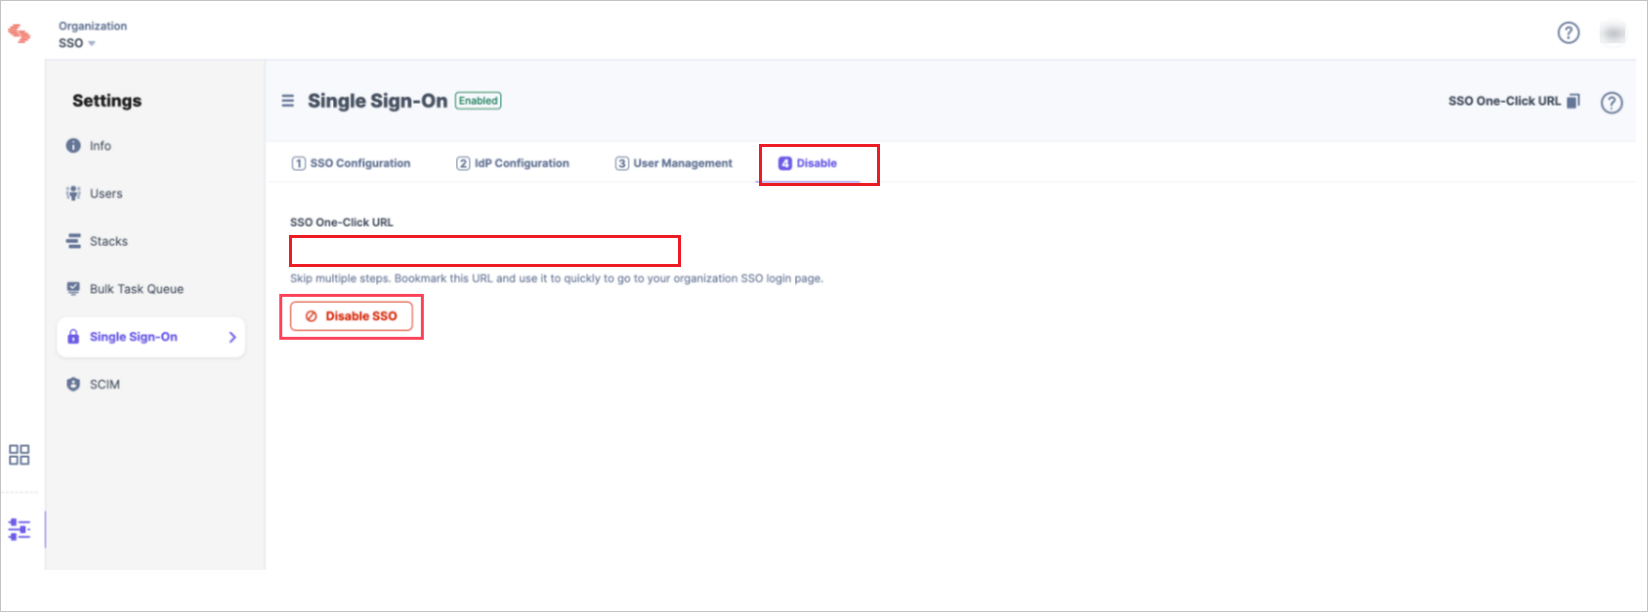 Organization
SSO
?
Settings
Info
Users
Stacks
Bulk Task Queue
Single Sign-On
SCIM
Single Sign-On Enabled
SSO One-Click URL ?
1 SSO Configuration 2 IdP Configuration 3 User Management 4 Disable
SSO One-Click URL
Skip multiple steps. Bookmark this URL and use it to quickly to go to your organization SSO login page.
Disable SSO